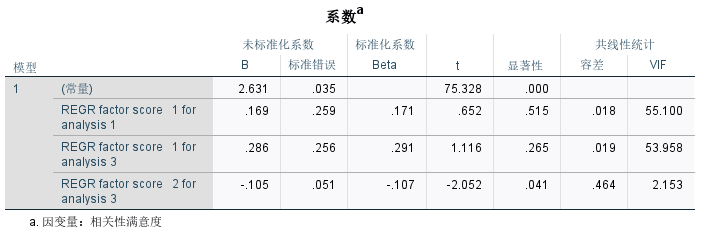 系数a
未标准化系数 标准化系数 共线性统计
模型 B 标准错误 Beta t 显著性 容差 VIF
1 (常量) 2.631 .035 75.328 .000
REGR factor score 1 for analysis 1 .169 .259 .171 .652 .515 .018 55.100
REGR factor score 1 for analysis 3 .286 .256 .291 1.116 .265 .019 53.958
REGR factor score 2 for analysis 3 -.105 .051 -.107 -2.052 .041 .464 2.153
a. 因变量：相关性满意度